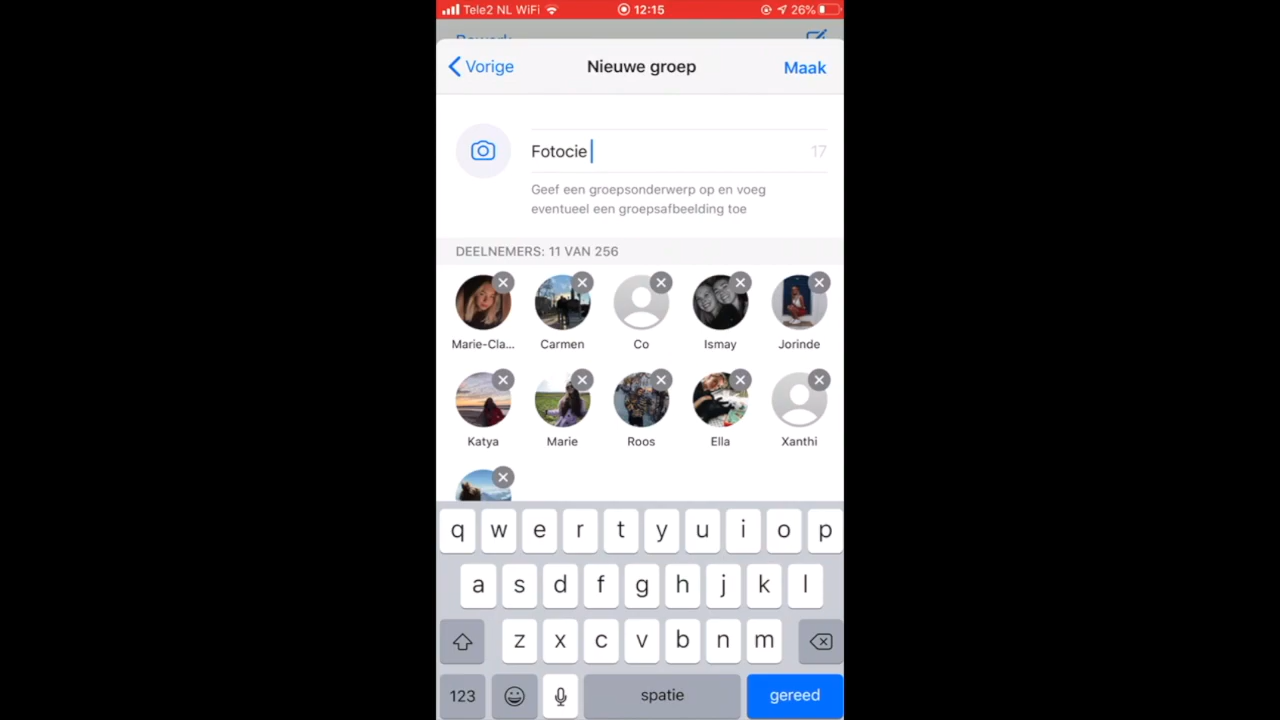 Tele2 NL WiFi 12:15 26%
Bewerk
Vorige Nieuwe groep Maak
Fotocie 17
Geef een groepsonderwerp op en voeg
eventueel een groepsafbeelding toe
DEELNEMERS: 11 VAN 256
Marie-Cla... Carmen Co Ismay Jorinde
Katya Marie Roos Ella Xanthi
q w e r t y u i o p
a s d f g h j k l
z x c v b n m
123 spatie gereed